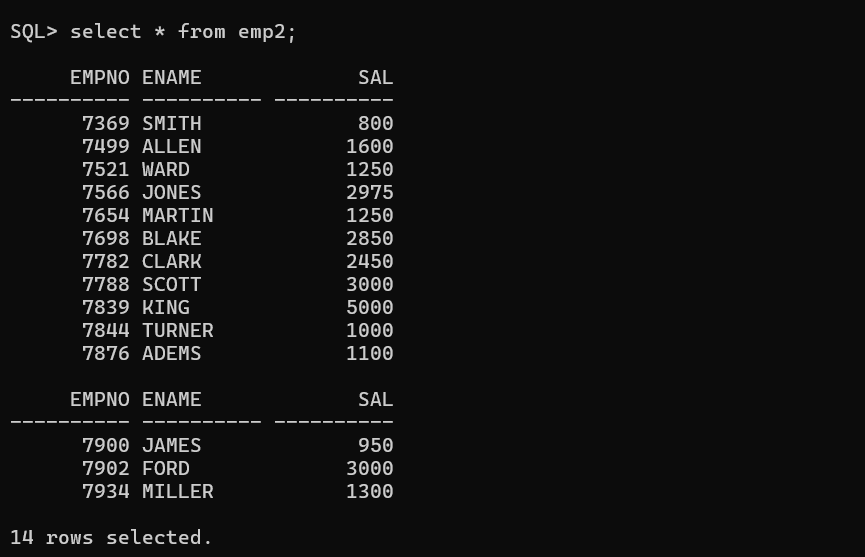 SQL> select * from emp2;
     EMPNO ENAME             SAL
---------- ---------- ----------
      7369 SMITH             800
      7499 ALLEN            1600
      7521 WARD             1250
      7566 JONES            2975
      7654 MARTIN           1250
      7698 BLAKE            2850
      7782 CLARK            2450
      7788 SCOTT            3000
      7839 KING             5000
      7844 TURNER           1000
      7876 ADEMS            1100
     EMPNO ENAME             SAL
---------- ---------- ----------
      7900 JAMES             950
      7902 FORD             3000
      7934 MILLER           1300
14 rows selected.